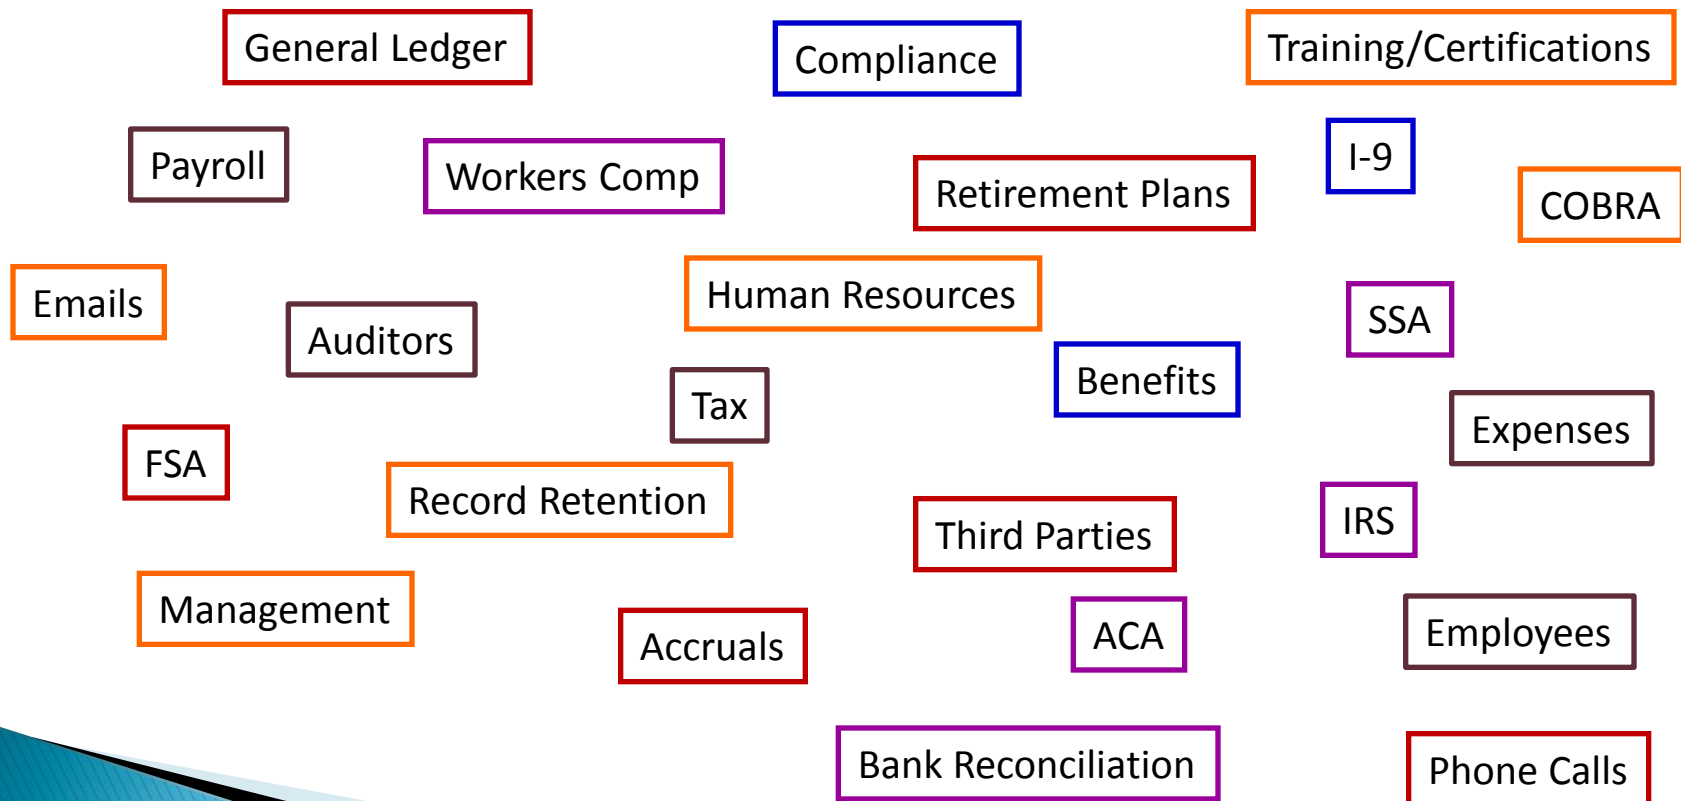 General Ledger
Compliance
Training/Certifications
Payroll
Workers Comp
Retirement Plans
I-9
COBRA
Emails
Auditors
Human Resources
SSA
Tax
Benefits
Expenses
FSA
Record Retention
Third Parties
IRS
Management
Accruals
ACA
Employees
Bank Reconciliation
Phone Calls